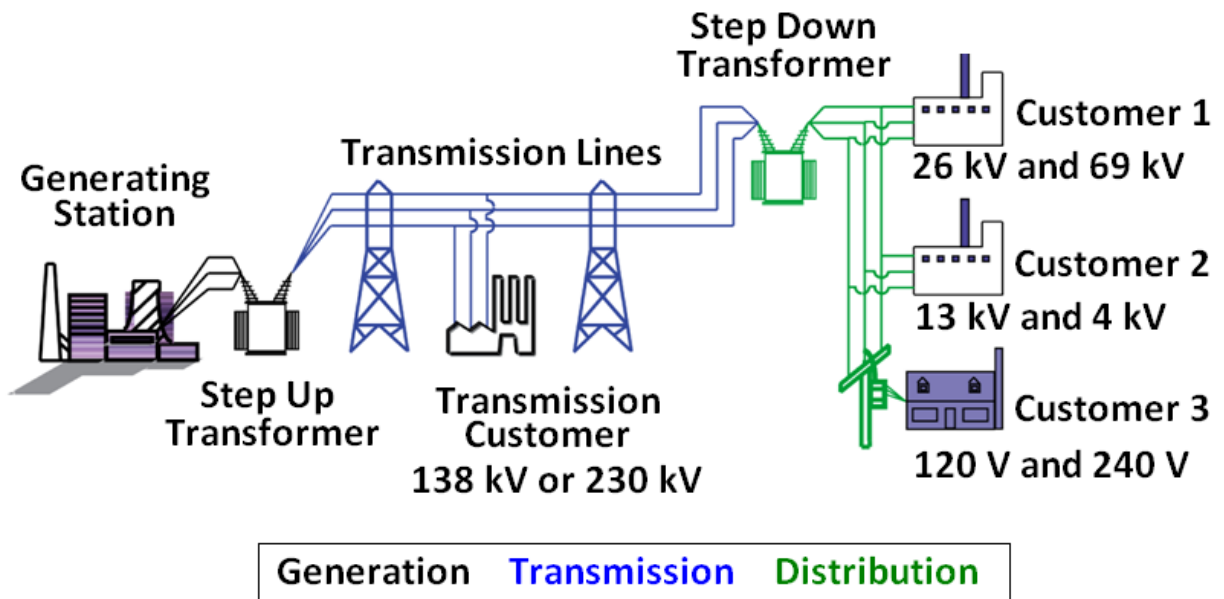 Step Down
Transformer
Customer 1
26 kV and 69 kV
Transmission Lines
Generating
Station
Customer 2
13 kV and 4 kV
Step Up
Transformer
Transmission
Customer
138 kV or 230 kV
Customer 3
120 V and 240 V
Generation Transmission Distribution